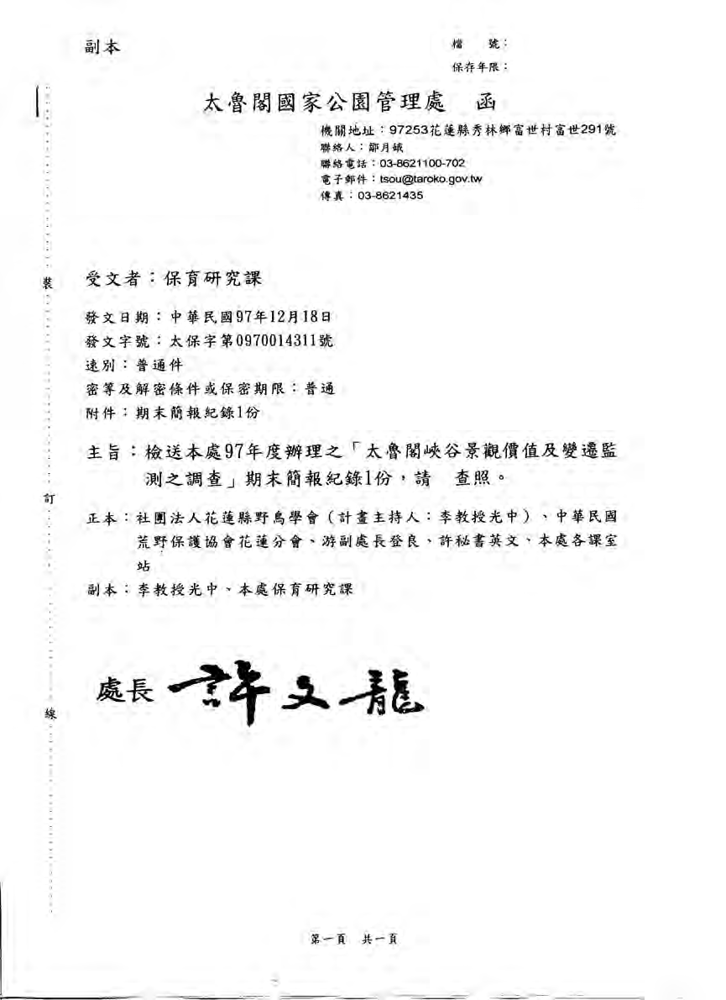 副本
檔　　號：
保存年限：
太魯閣國家公園管理處　函
機關地址：97253花蓮縣秀林鄉富世村富世291號
聯絡人：鄒月娥
聯絡電話：03-8621100-702
電子郵件：tsou@taroko.gov.tw
傳真：03-8621435
裝
受文者：保育研究課
發文日期：中華民國97年12月18日
發文字號：太保字第0970014311號
速別：普通件
密等及解密條件或保密期限：普通
附件：期末簡報紀錄1份
主旨：檢送本處97年度辦理之「太魯閣峽谷景觀價值及變遷監
測之調查」期末簡報紀錄1份，請　查照。
訂
正本：社團法人花蓮縣野鳥學會（計畫主持人：李教授光中）、中華民國
荒野保護協會花蓮分會、游副處長登良、許秘書英文、本處各課室
站
副本：李教授光中、本處保育研究課
處長 許文龍
線
第一頁　共一頁